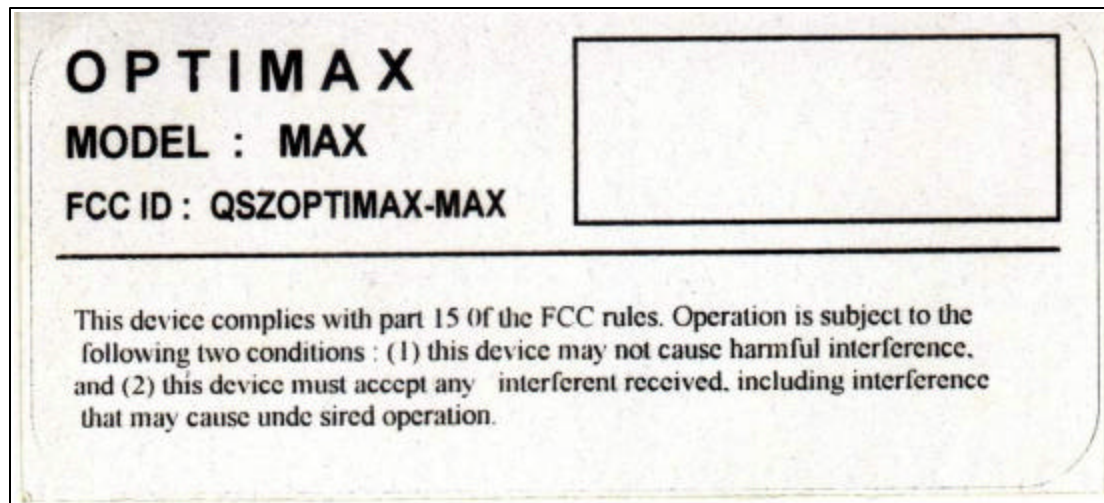 OPTIMAX
MODEL : MAX
FCC ID : QSZOPTIMAX-MAX
This device complies with part 15 0f the FCC rules. Operation is subject to the
following two conditions : (1) this device may not cause harmful interference.
and (2) this device must accept any interferent received. including interference
that may cause unde sired operation.